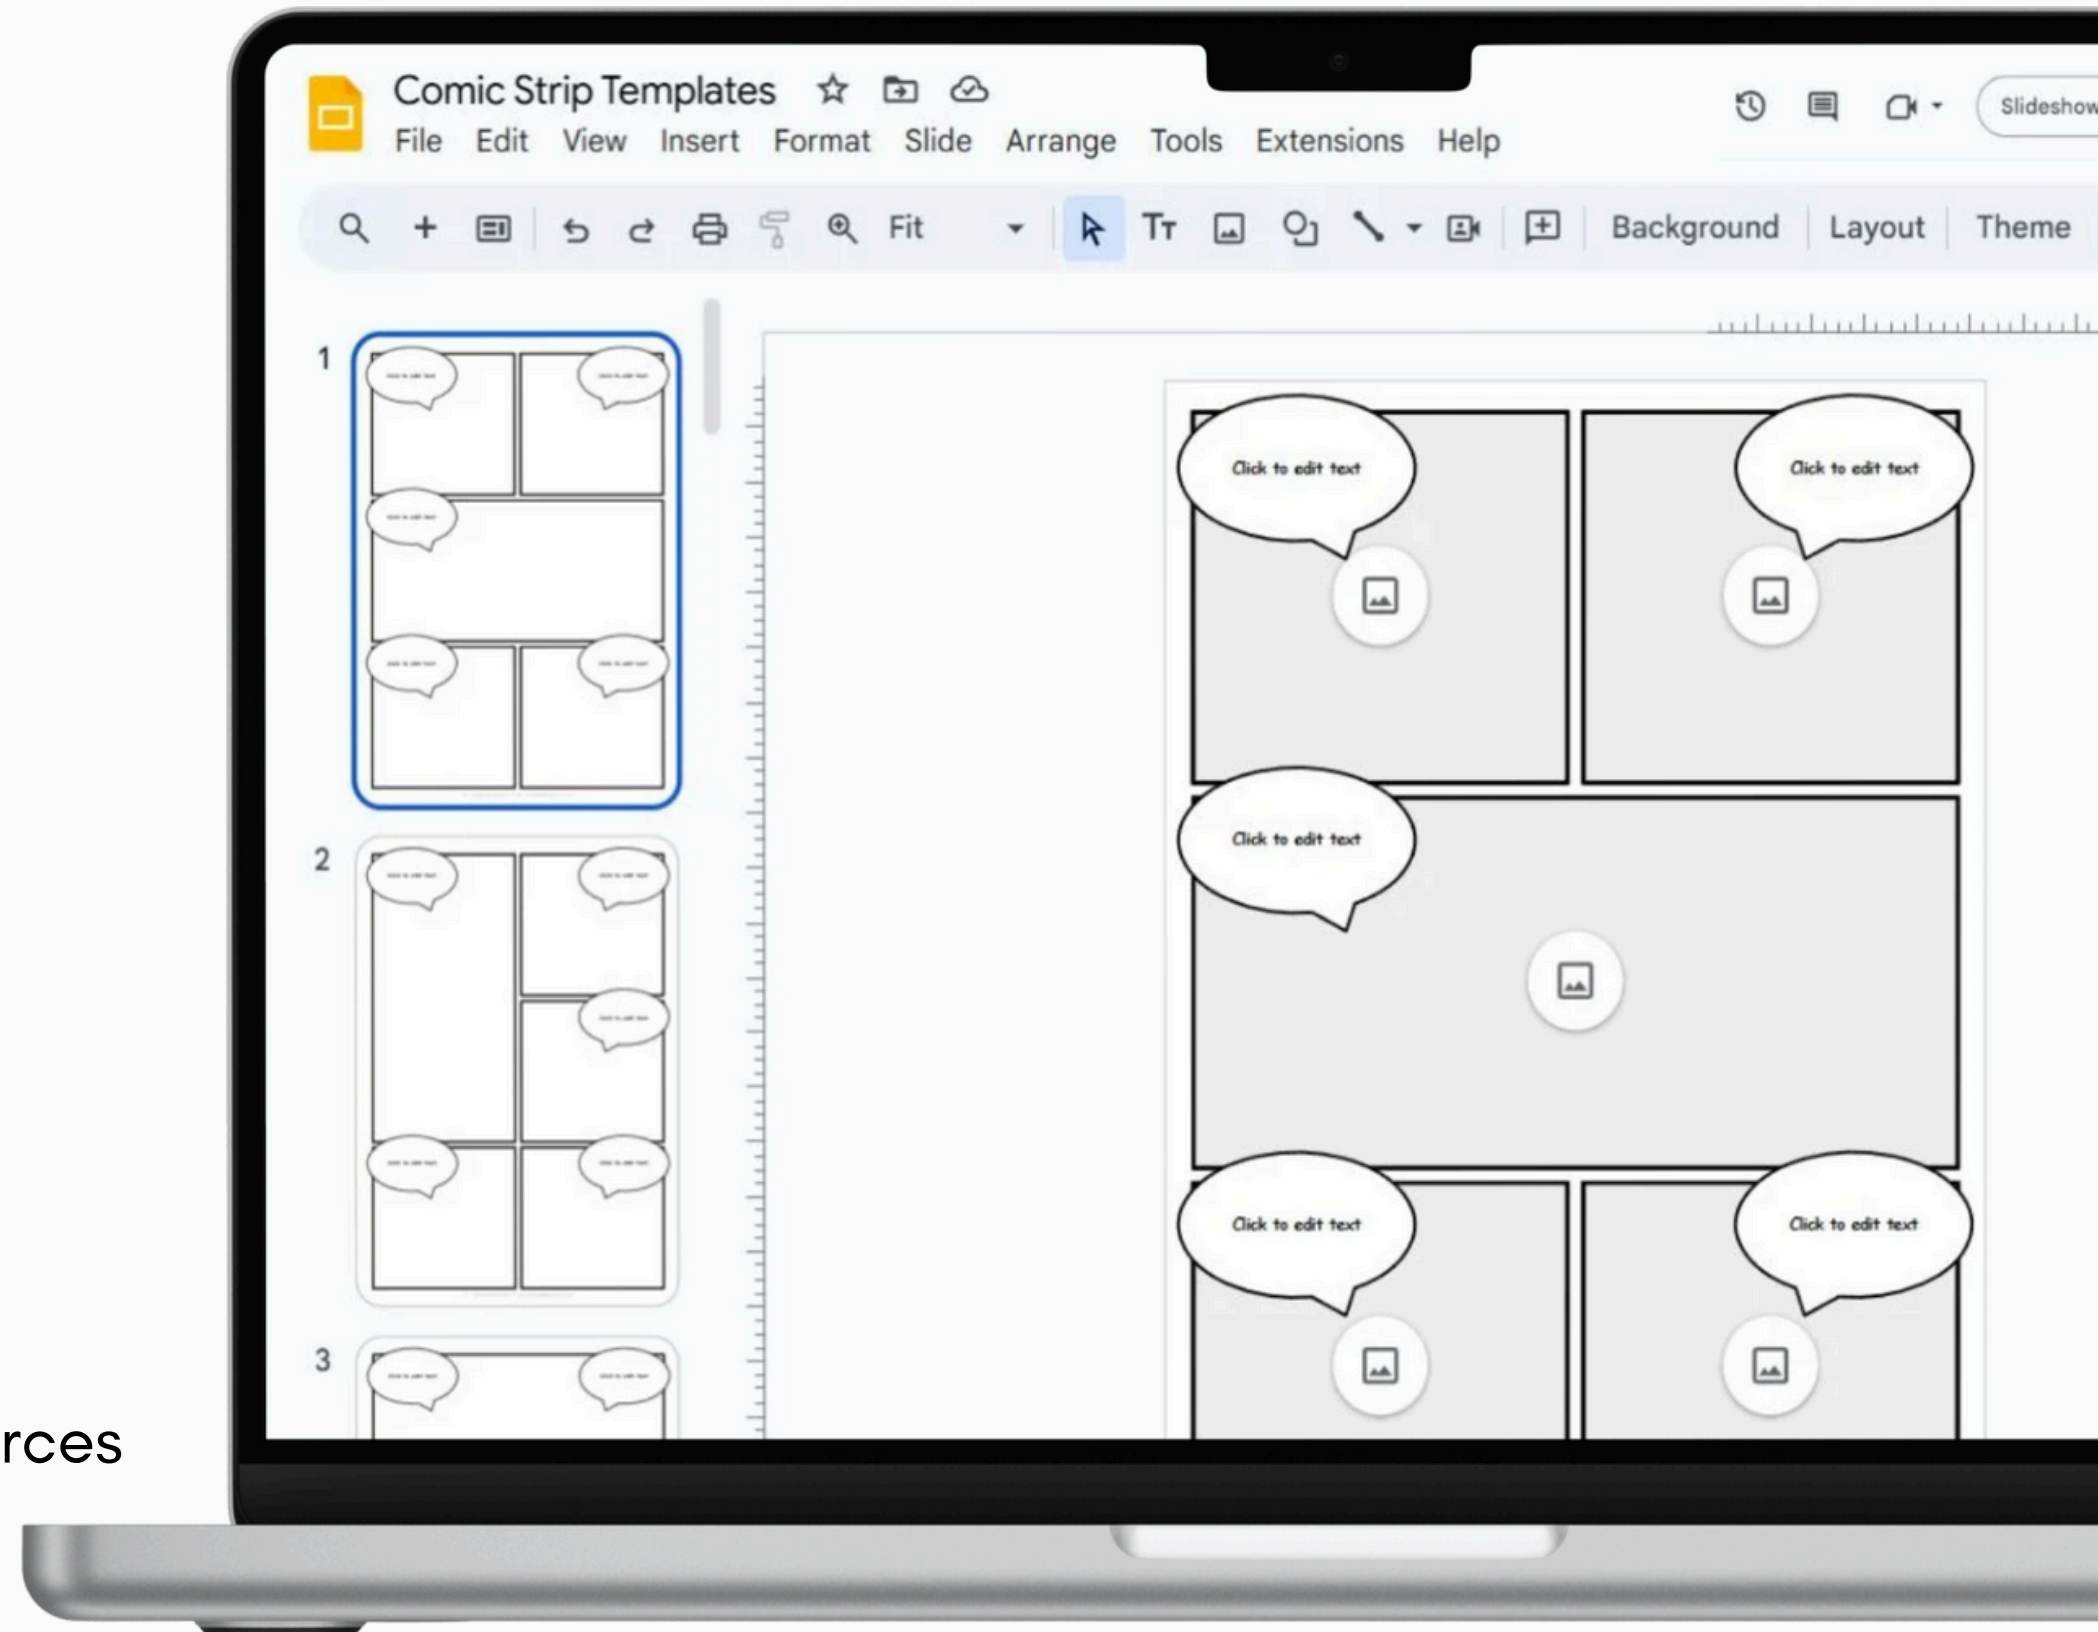 Comic Strip Templates
File Edit View Insert Format Slide Arrange Tools Extensions Help
Slideshow
Fit
Background Layout Theme
1
2
3
Click to edit text
Click to edit text
Click to edit text
Click to edit text
Click to edit text
rces